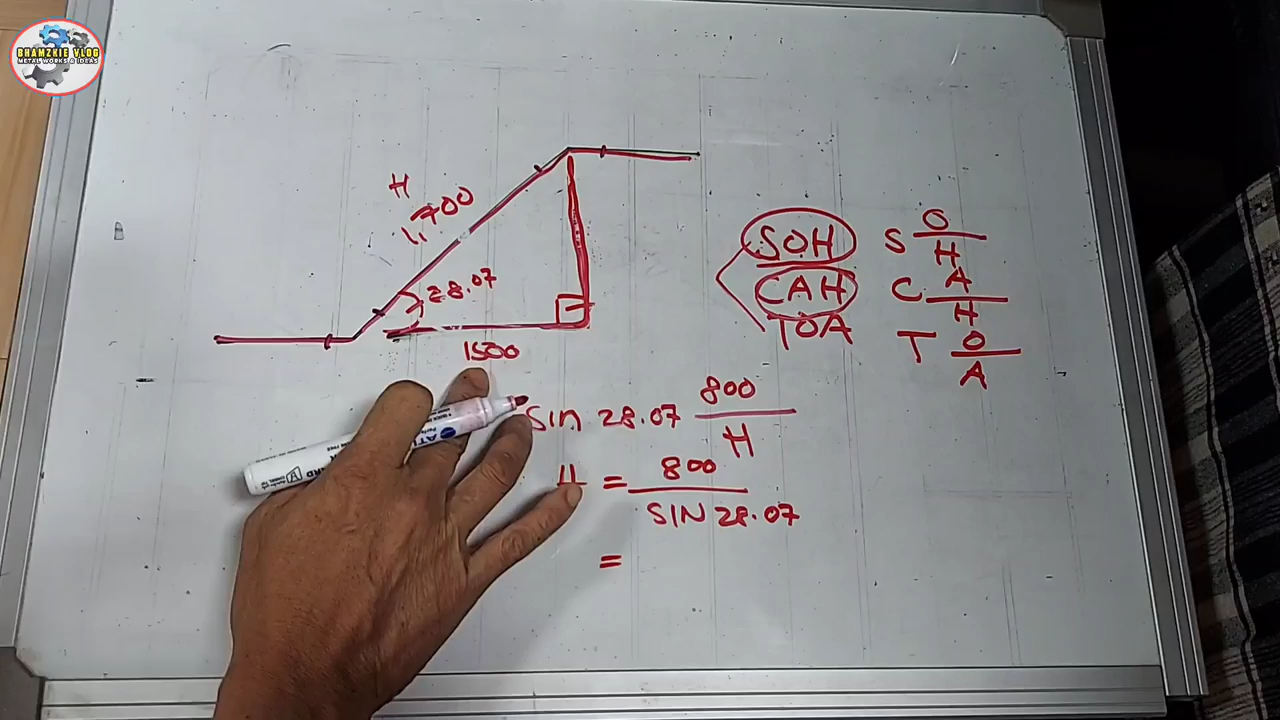 BHAMZKIE VLOG
METAL WORKS & IDEAS
H
1,700
28.07
1500
SOH S O/H
CAH C A/H
TOA T O/A
sin 28.07 800/H
H = 800/SIN 28.07
=